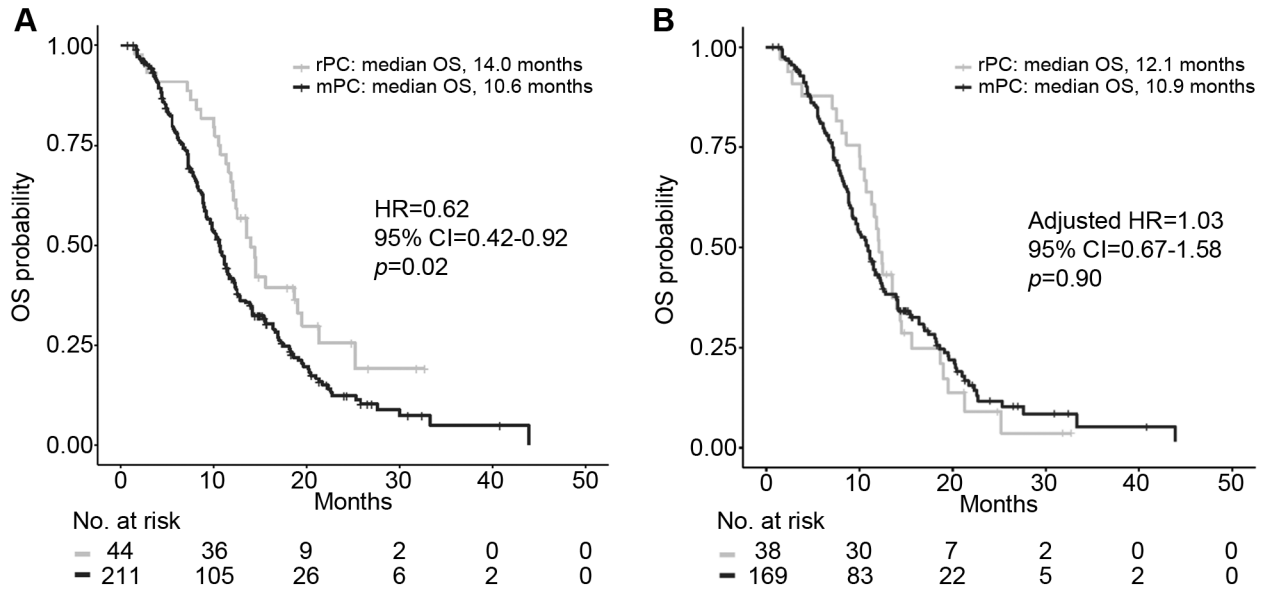 A
OS probability
1.00
0.75
0.50
0.25
0.00
rPC: median OS, 14.0 months
mPC: median OS, 10.6 months
HR=0.62
95% CI=0.42-0.92
p=0.02
0 10 20 30 40 50
Months
No. at risk
44 36 9 2 0 0
211 105 26 6 2 0
B
OS probability
1.00
0.75
0.50
0.25
0.00
rPC: median OS, 12.1 months
mPC: median OS, 10.9 months
Adjusted HR=1.03
95% CI=0.67-1.58
p=0.90
0 10 20 30 40 50
Months
No. at risk
38 30 7 2 0 0
169 83 22 5 2 0